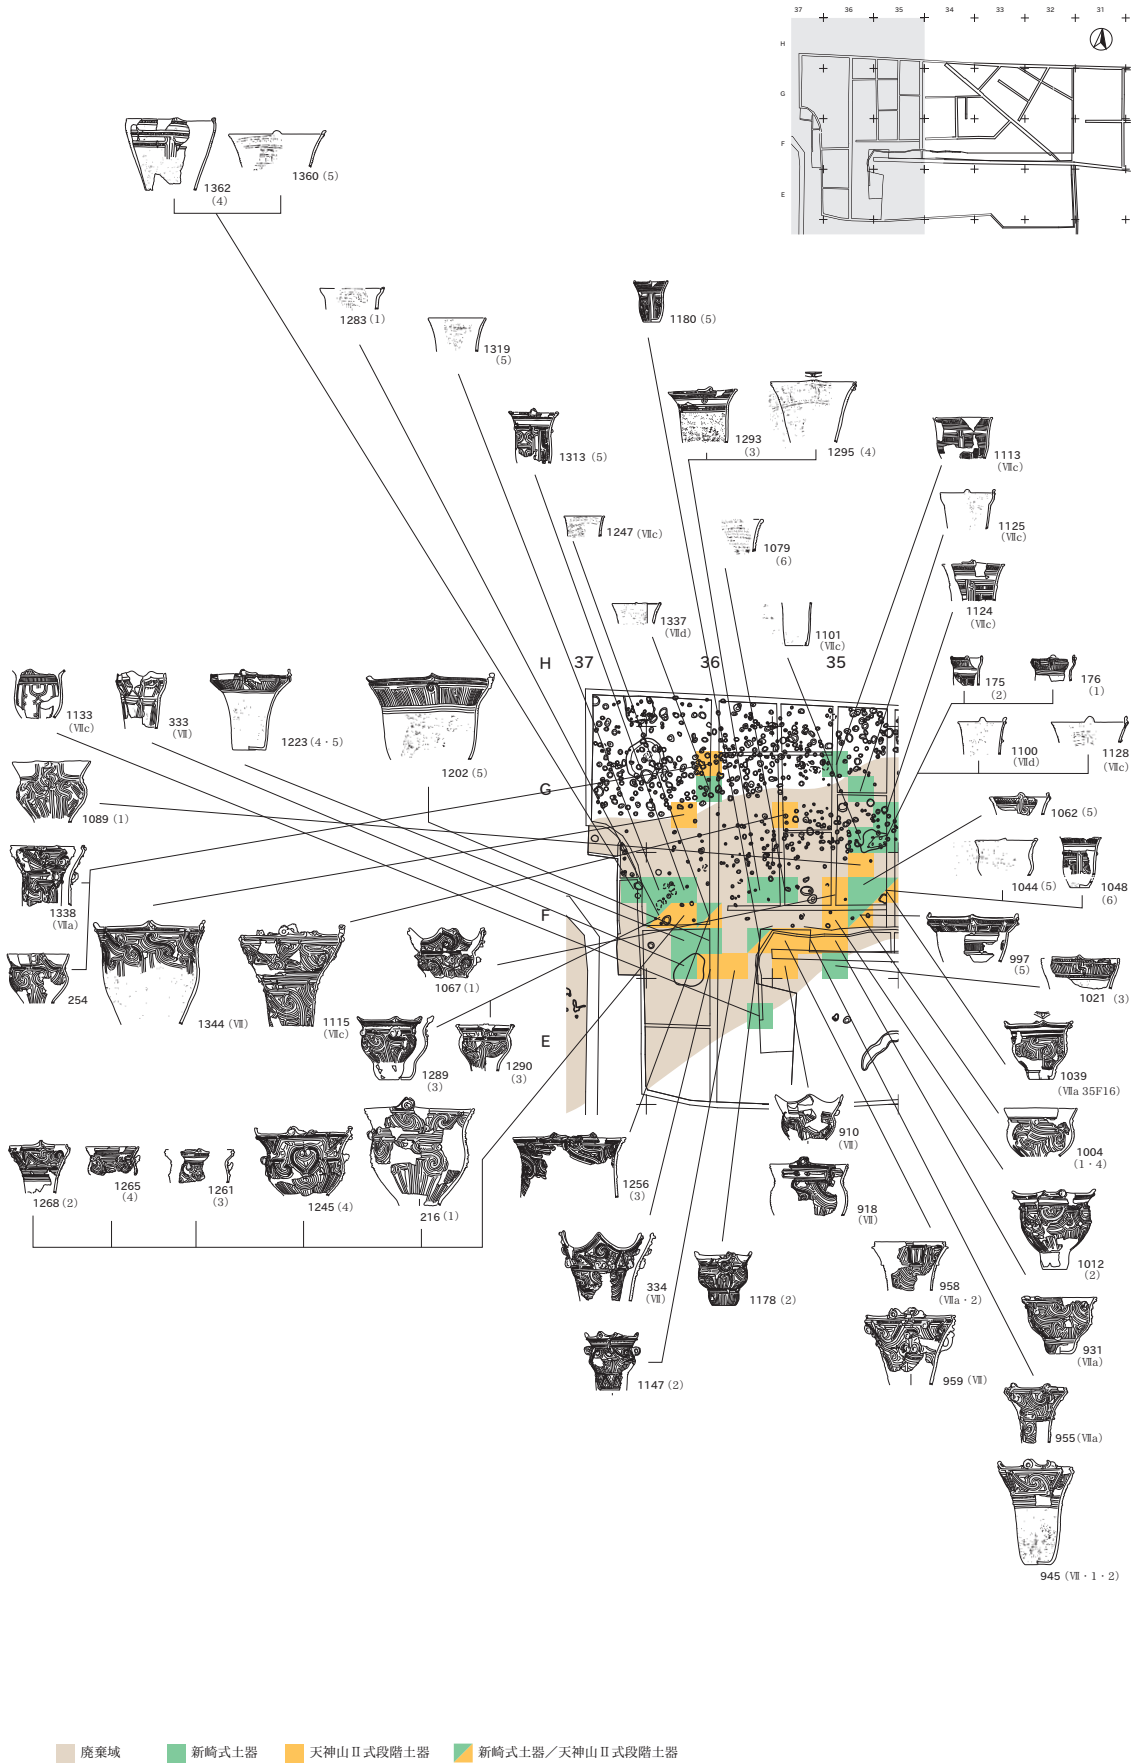 37 36 35 34 33 32 31
H
G
F
E
1362
(4)
1360 (5)
1283 (1)
1319
(5)
1180 (5)
1313 (5)
1293
(3)
1295 (4)
1113
(Ⅶc)
1247 (Ⅶc)
1079
(6)
1125
(Ⅶc)
1337
(Ⅶd)
1101
(Ⅶc)
1124
(Ⅶc)
H 37 36 35
G
F
E
175
(2)
176
(1)
1133
(Ⅶc)
333
(Ⅶ)
1223 (4・5)
1202 (5)
1100
(Ⅶd)
1128
(Ⅶc)
1089 (1)
1062 (5)
1338
(Ⅶa)
1044 (5)
1048
(6)
254
1344 (Ⅶ)
1115
(Ⅶc)
1067 (1)
997
(5)
1021 (3)
1289
(3)
1290
(3)
1039
(Ⅶa 35F16)
910
(Ⅶ)
1004
(1・4)
1268 (2)
1265
(4)
1261
(3)
1245 (4)
216 (1)
1256
(3)
918
(Ⅶ)
1012
(2)
334
(Ⅶ)
1178 (2)
958
(Ⅶa・2)
931
(Ⅶa)
1147 (2)
959 (Ⅶ)
955 (Ⅶa)
945 (Ⅶ・1・2)
廃棄域 新崎式土器 天神山Ⅱ式段階土器 新崎式土器／天神山Ⅱ式段階土器